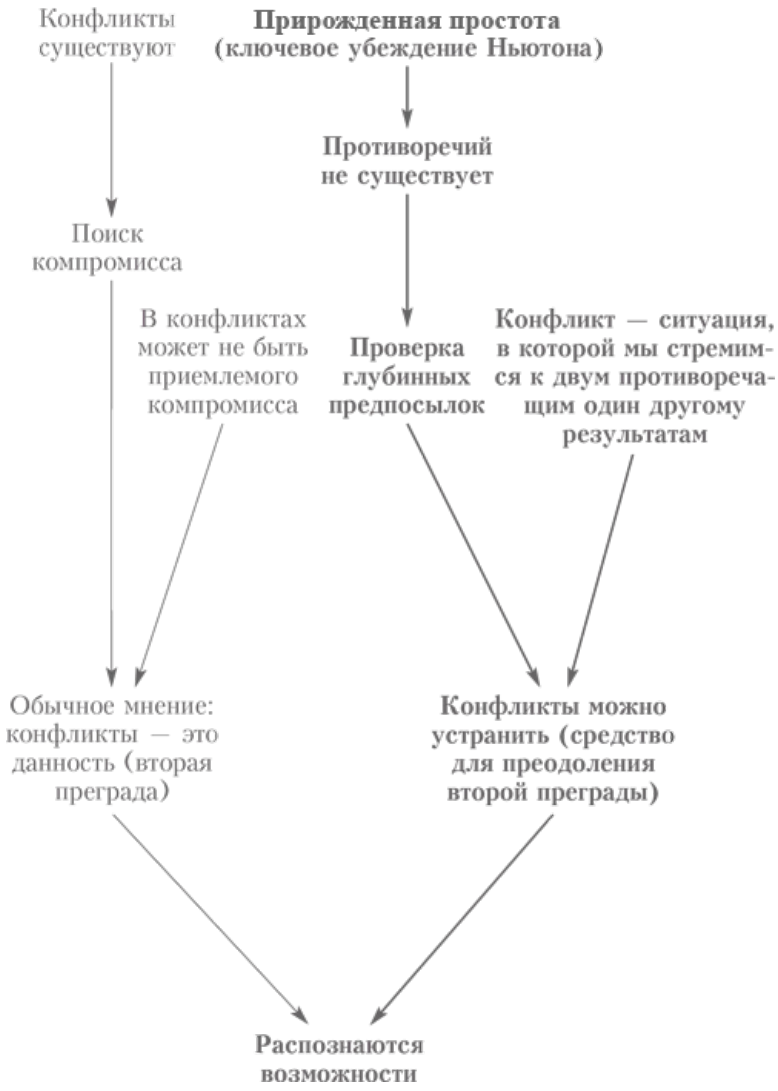 Конфликты
существуют
Прирожденная простота
(ключевое убеждение Ньютона)
Противоречий
не существует
Поиск
компромисса
В конфликтах
может не быть
приемлемого
компромисса
Проверка
глубинных
предпосылок
Конфликт — ситуация,
в которой мы стремим-
ся к двум противореча-
щим один другому
результатам
Обычное мнение:
конфликты — это
данность (вторая
преграда)
Конфликты можно
устранить (средство
для преодоления
второй преграды)
Распознаются
возможности